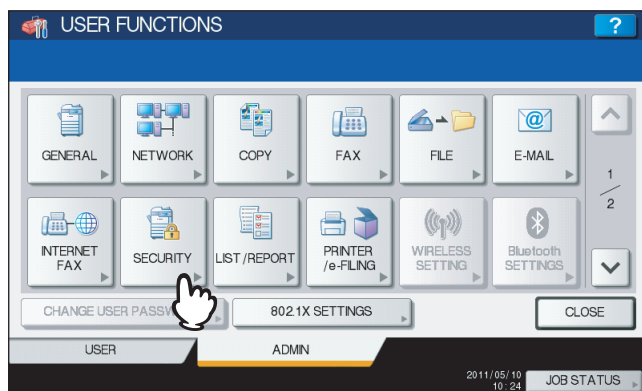 USER FUNCTIONS
?
GENERAL
NETWORK
COPY
FAX
FILE
E-MAIL
1
2
INTERNET
FAX
SECURITY
LIST/REPORT
PRINTER
/e-FILING
WIRELESS
SETTING
Bluetooth
SETTINGS
CHANGE USER
802.1X SETTINGS
CLOSE
USER
ADMIN
2011/05/10
10:24
JOB STATUS